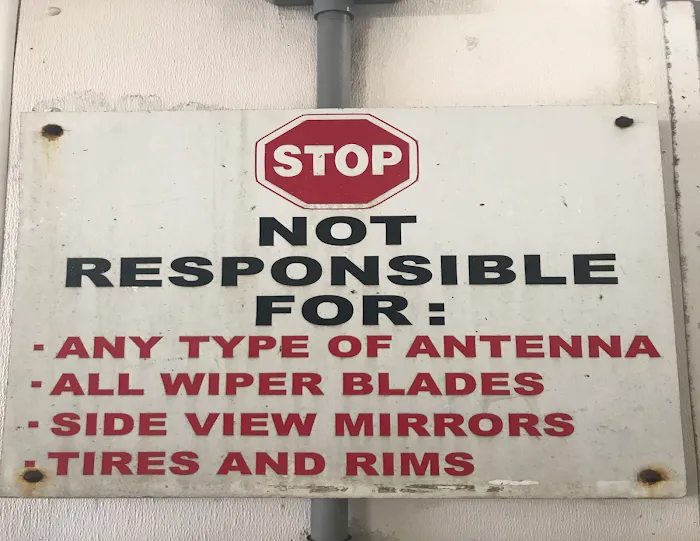 STOP
NOT
RESPONSIBLE
FOR:
- ANY TYPE OF ANTENNA
- ALL WIPER BLADES
- SIDE VIEW MIRRORS
- TIRES AND RIMS